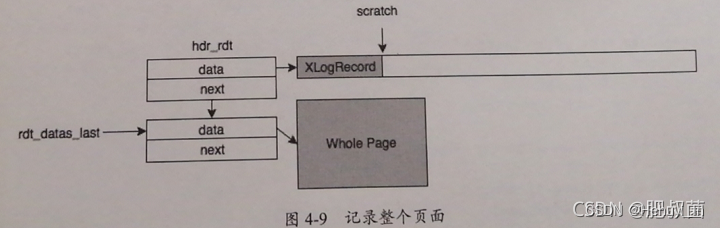 scratch
hdr_rdt
data
XLogRecord
next
rdt_datas_last
data
next
Whole Page
图 4-9 记录整个页面
CSDN @肥叔菌